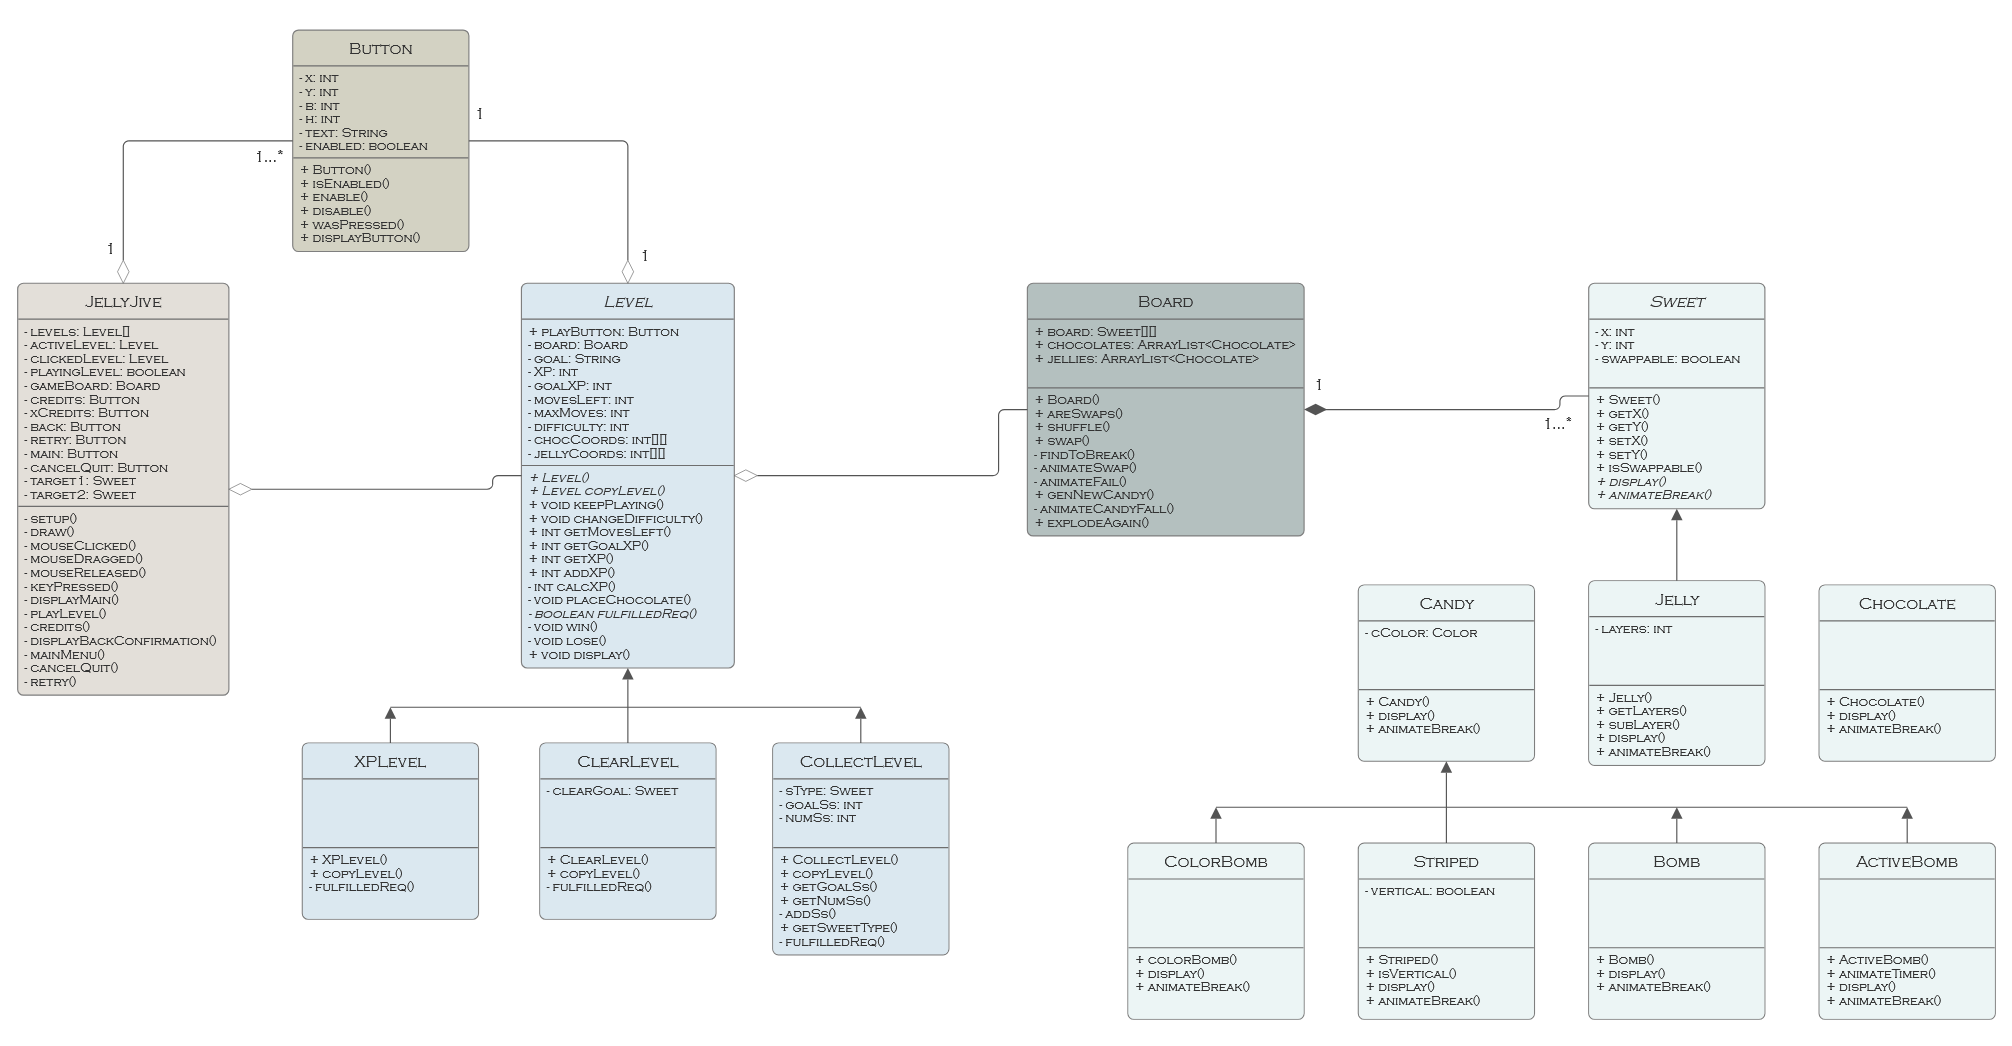 Button
- x: int
- y: int
- b: int
- h: int
- text: String
- enabled: boolean
+ Button()
+ isEnabled()
+ enable()
+ disable()
+ wasPressed()
+ displayButton()
1
1...*
1
1
JellyJive
- levels: Level[]
- activeLevel: Level
- clickedLevel: Level
- playingLevel: boolean
- gameBoard: Board
- credits: Button
- xCredits: Button
- back: Button
- retry: Button
- main: Button
- cancelQuit: Button
- target1: Sweet
- target2: Sweet
- setup()
- draw()
- mouseClicked()
- mouseDragged()
- mouseReleased()
- keyPressed()
- displayMain()
- playLevel()
- credits()
- displayBackConfirmation()
- mainMenu()
- cancelQuit()
- retry()
Level
+ playButton: Button
- board: Board
- goal: String
- XP: int
- goalXP: int
- movesLeft: int
- maxMoves: int
- difficulty: int
- chocCoords: int[][]
- jellyCoords: int[][]
+ Level()
+ Level copyLevel()
+ void keepPlaying()
+ void changeDifficulty()
+ int getMovesLeft()
+ int getGoalXP()
+ int getXP()
+ int addXP()
- int calcXP()
- void placeChocolate()
- boolean fulfilledReq()
- void win()
- void lose()
+ void display()
Board
+ board: Sweet[][]
+ chocolates: ArrayList<Chocolate>
+ jellies: ArrayList<Chocolate>
+ Board()
+ areSwaps()
+ shuffle()
+ swap()
- findToBreak()
- animateSwap()
- animateFail()
+ genNewCandy()
- animateCandyFall()
+ explodeAgain()
1
1...*
Sweet
- x: int
- y: int
- swappable: boolean
+ Sweet()
+ getX()
+ getY()
+ setX()
+ setY()
+ isSwappable()
+ display()
+ animateBreak()
Candy
- cColor: Color
+ Candy()
+ display()
+ animateBreak()
Jelly
- layers: int
+ Jelly()
+ getLayers()
+ subLayer()
+ display()
+ animateBreak()
Chocolate
+ Chocolate()
+ display()
+ animateBreak()
XPLevel
+ XPLevel()
+ copyLevel()
- fulfilledReq()
ClearLevel
- clearGoal: Sweet
+ ClearLevel()
+ copyLevel()
- fulfilledReq()
CollectLevel
- sType: Sweet
- goalSs: int
- numSs: int
+ CollectLevel()
+ copyLevel()
+ getGoalSs()
+ getNumSs()
- addSs()
+ getSweetType()
- fulfilledReq()
ColorBomb
+ colorBomb()
+ display()
+ animateBreak()
Striped
- vertical: boolean
+ Striped()
+ isVertical()
+ display()
+ animateBreak()
Bomb
+ Bomb()
+ display()
+ animateBreak()
ActiveBomb
+ ActiveBomb()
+ animateTimer()
+ display()
+ animateBreak()